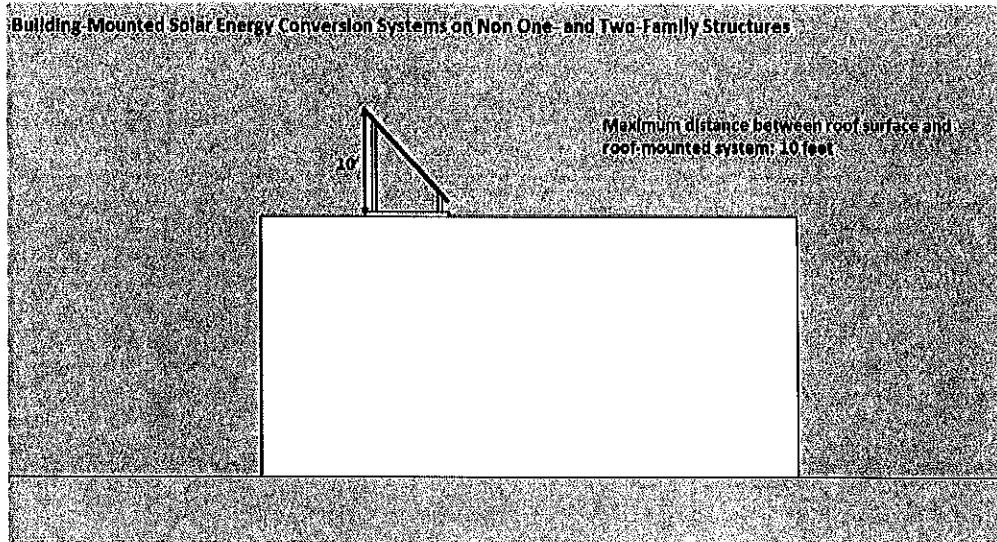 Building-Mounted Solar Energy Conversion Systems on Non One- and Two-Family Structures
Maximum distance between roof surface and
roof-mounted system: 10 feet
10'